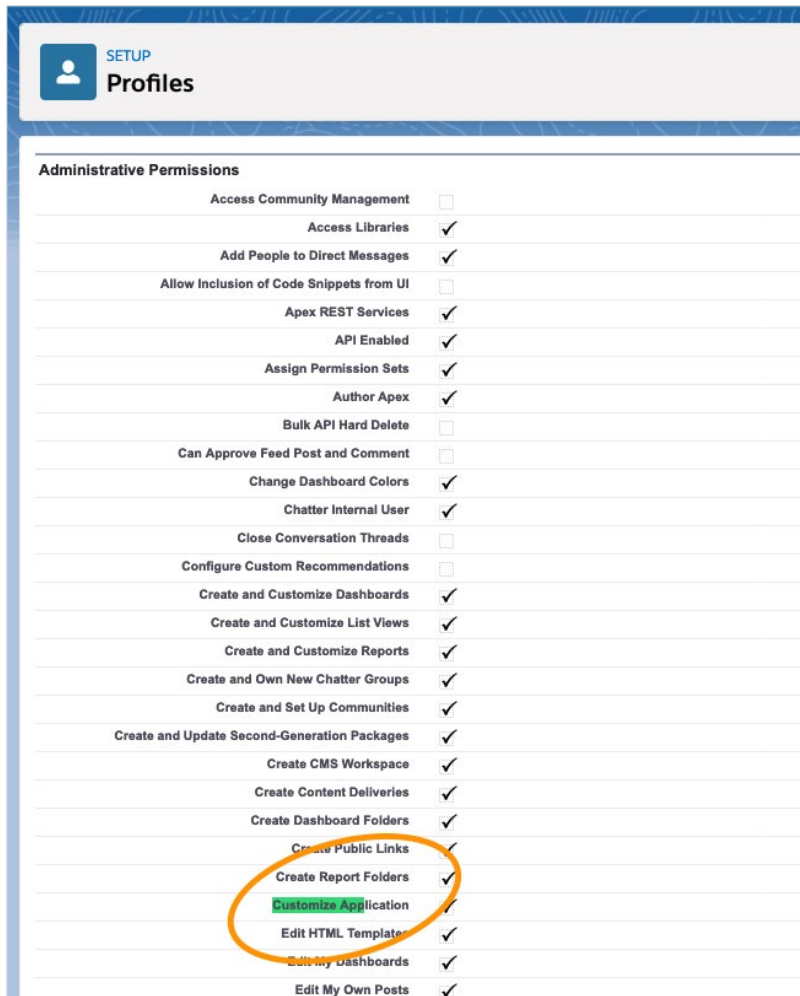 SETUP
Profiles
Administrative Permissions
Access Community Management
Access Libraries
Add People to Direct Messages
Allow Inclusion of Code Snippets from UI
Apex REST Services
API Enabled
Assign Permission Sets
Author Apex
Bulk API Hard Delete
Can Approve Feed Post and Comment
Change Dashboard Colors
Chatter Internal User
Close Conversation Threads
Configure Custom Recommendations
Create and Customize Dashboards
Create and Customize List Views
Create and Customize Reports
Create and Own New Chatter Groups
Create and Set Up Communities
Create and Update Second-Generation Packages
Create CMS Workspace
Create Content Deliveries
Create Dashboard Folders
Create Public Links
Create Report Folders
Customize Application
Edit HTML Templates
Edit My Dashboards
Edit My Own Posts